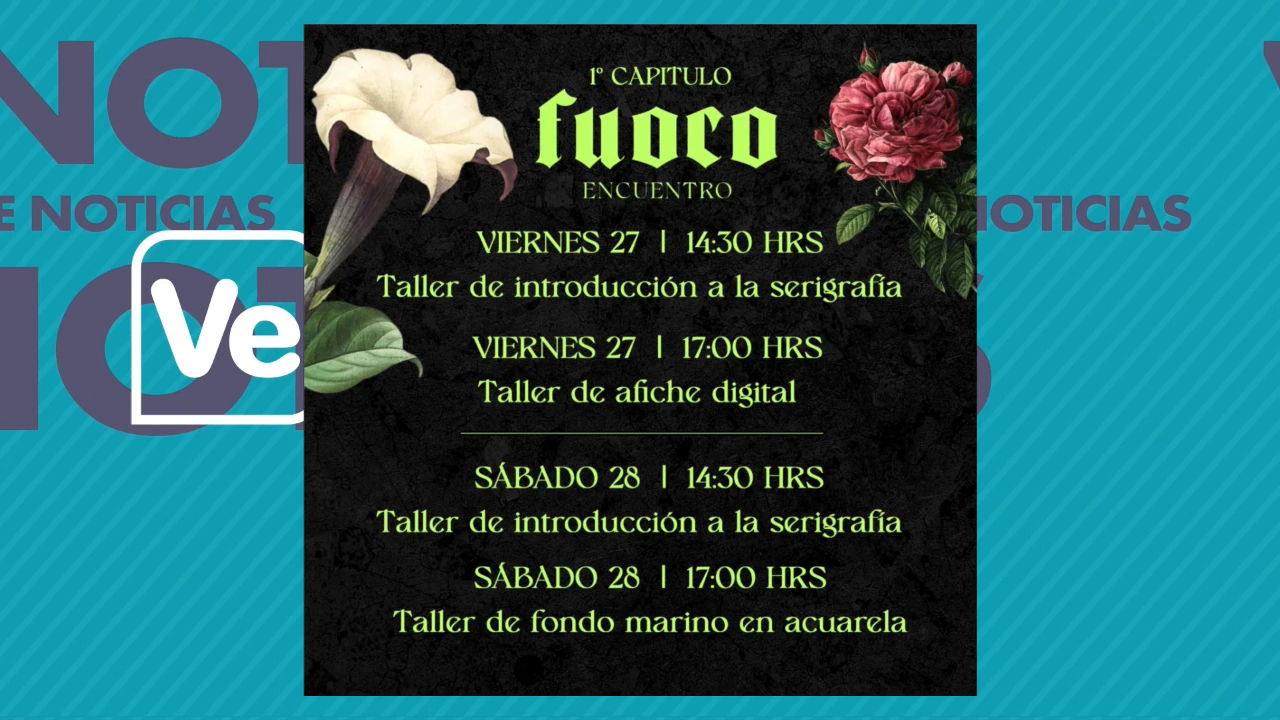 NOT
E NOTICIAS
NOTICIAS
Ve
1º CAPITULO
fuoco
ENCUENTRO
VIERNES 27 | 14:30 HRS
Taller de introducción a la serigrafía
VIERNES 27 | 17:00 HRS
Taller de afiche digital
SÁBADO 28 | 14:30 HRS
Taller de introducción a la serigrafía
SÁBADO 28 | 17:00 HRS
Taller de fondo marino en acuarela